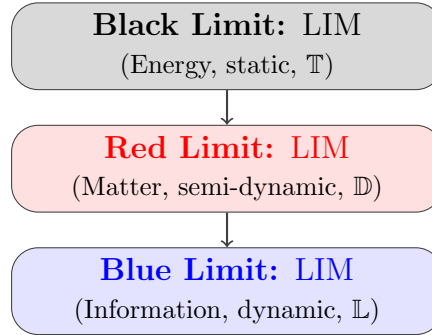 Black Limit: LIM
(Energy, static, 𝕋)
Red Limit: LIM
(Matter, semi-dynamic, 𝔻)
Blue Limit: LIM
(Information, dynamic, 𝕃)